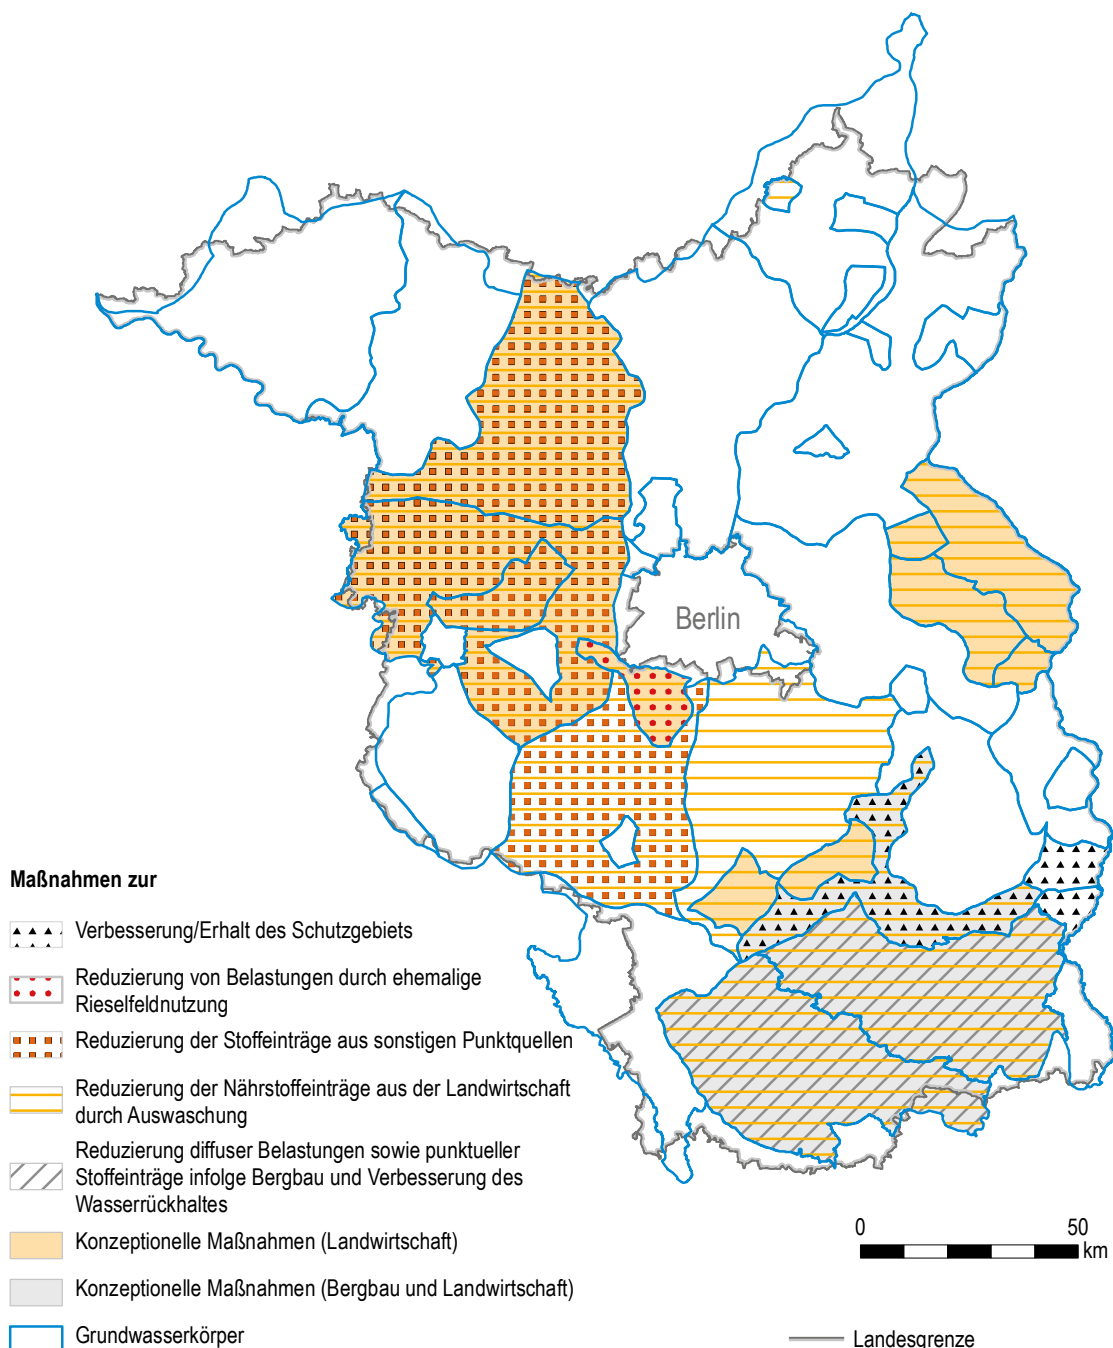 Berlin
Maßnahmen zur
Verbesserung/Erhalt des Schutzgebiets
Reduzierung von Belastungen durch ehemalige
Rieselfeldnutzung
Reduzierung der Stoffeinträge aus sonstigen Punktquellen
Reduzierung der Nährstoffeinträge aus der Landwirtschaft
durch Auswaschung
Reduzierung diffuser Belastungen sowie punktueller
Stoffeinträge infolge Bergbau und Verbesserung des
Wasserrückhaltes
Konzeptionelle Maßnahmen (Landwirtschaft)
Konzeptionelle Maßnahmen (Bergbau und Landwirtschaft)
Grundwasserkörper
0 50
km
Landesgrenze